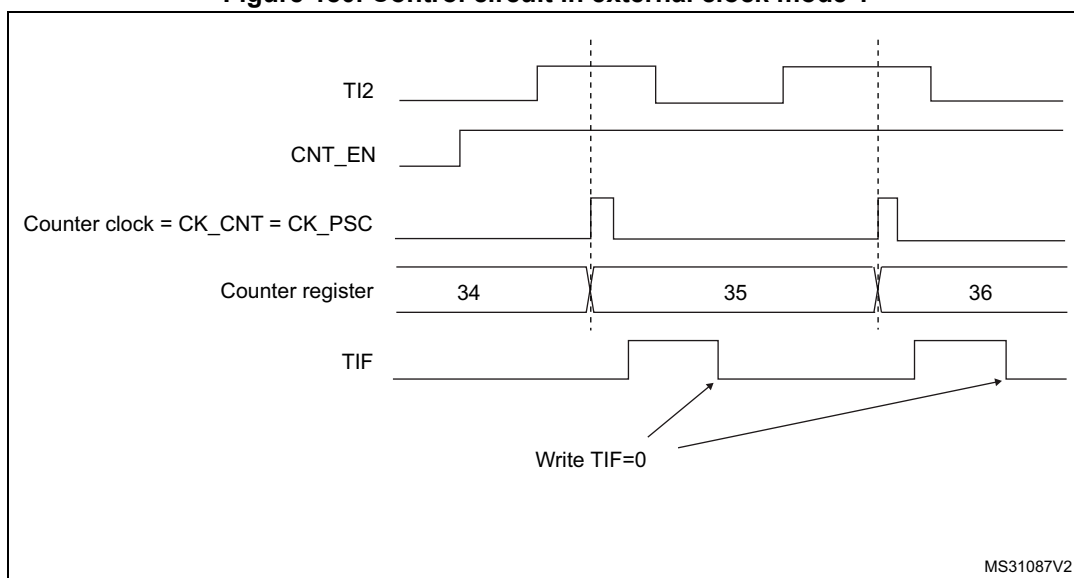 TI2
CNT_EN
Counter clock = CK_CNT = CK_PSC
Counter register 34 35 36
TIF
Write TIF=0
MS31087V2